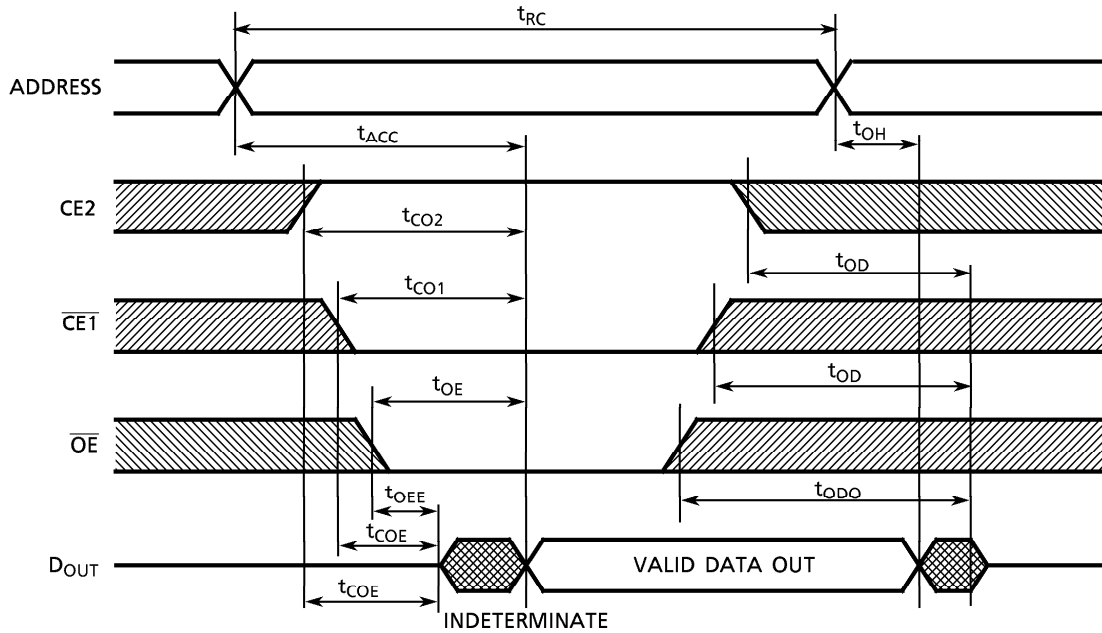 tRC
ADDRESS
tACC
tOH
CE2
tCO2
tOD
CE1
tCO1
tOD
OE
tOE
tODO
tOEE
tCOE
DOUT
VALID DATA OUT
tCOE
INDETERMINATE